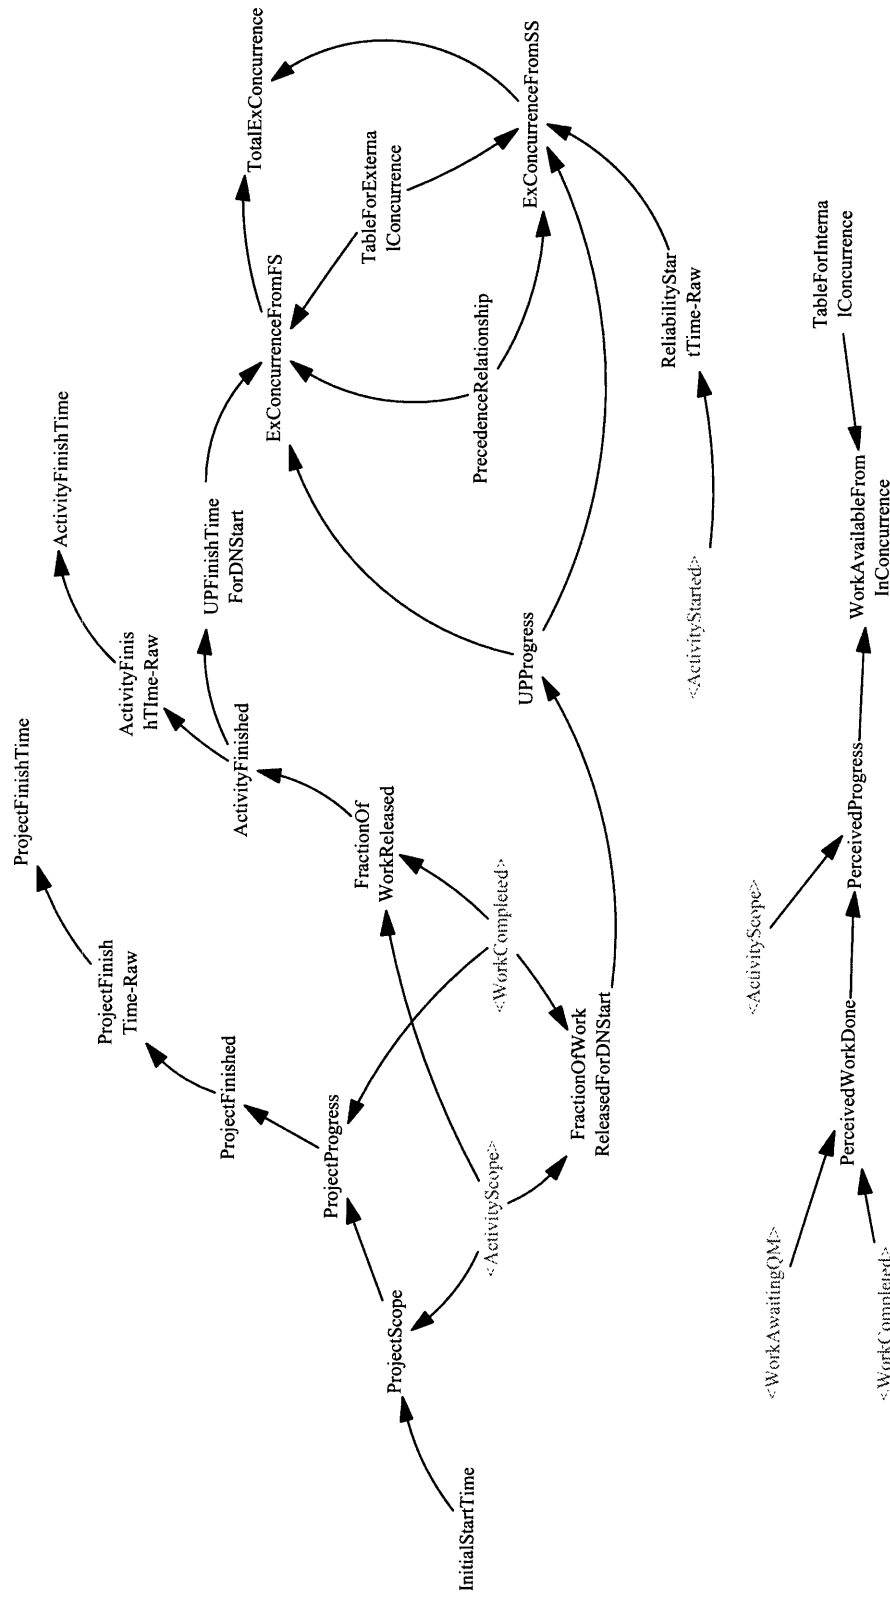 ProjectFinishTime
ActivityFinishTime
ProjectFinish
Time-Raw
ActivityFinis
hTIme-Raw
ProjectFinished
ActivityFinished
UPFinishTime
ForDNStart
TotalExConcurrence
ExConcurrenceFromFS
ProjectProgress
FractionOf
WorkReleased
TableForExterna
lConcurrence
ProjectScope
InitialStartTime
<ActivityScope>
<WorkCompleted>
PrecedenceRelationship
UPProgress
ExConcurrenceFromSS
FractionOfWork
ReleasedForDNStart
<ActivityStarted>
ReliabilityStar
tTime-Raw
<WorkAwaitingQM>
<ActivityScope>
TableForInterna
lConcurrence
PerceivedWorkDone
PerceivedProgress
WorkAvailableFrom
InConcurrence
<WorkCompleted>